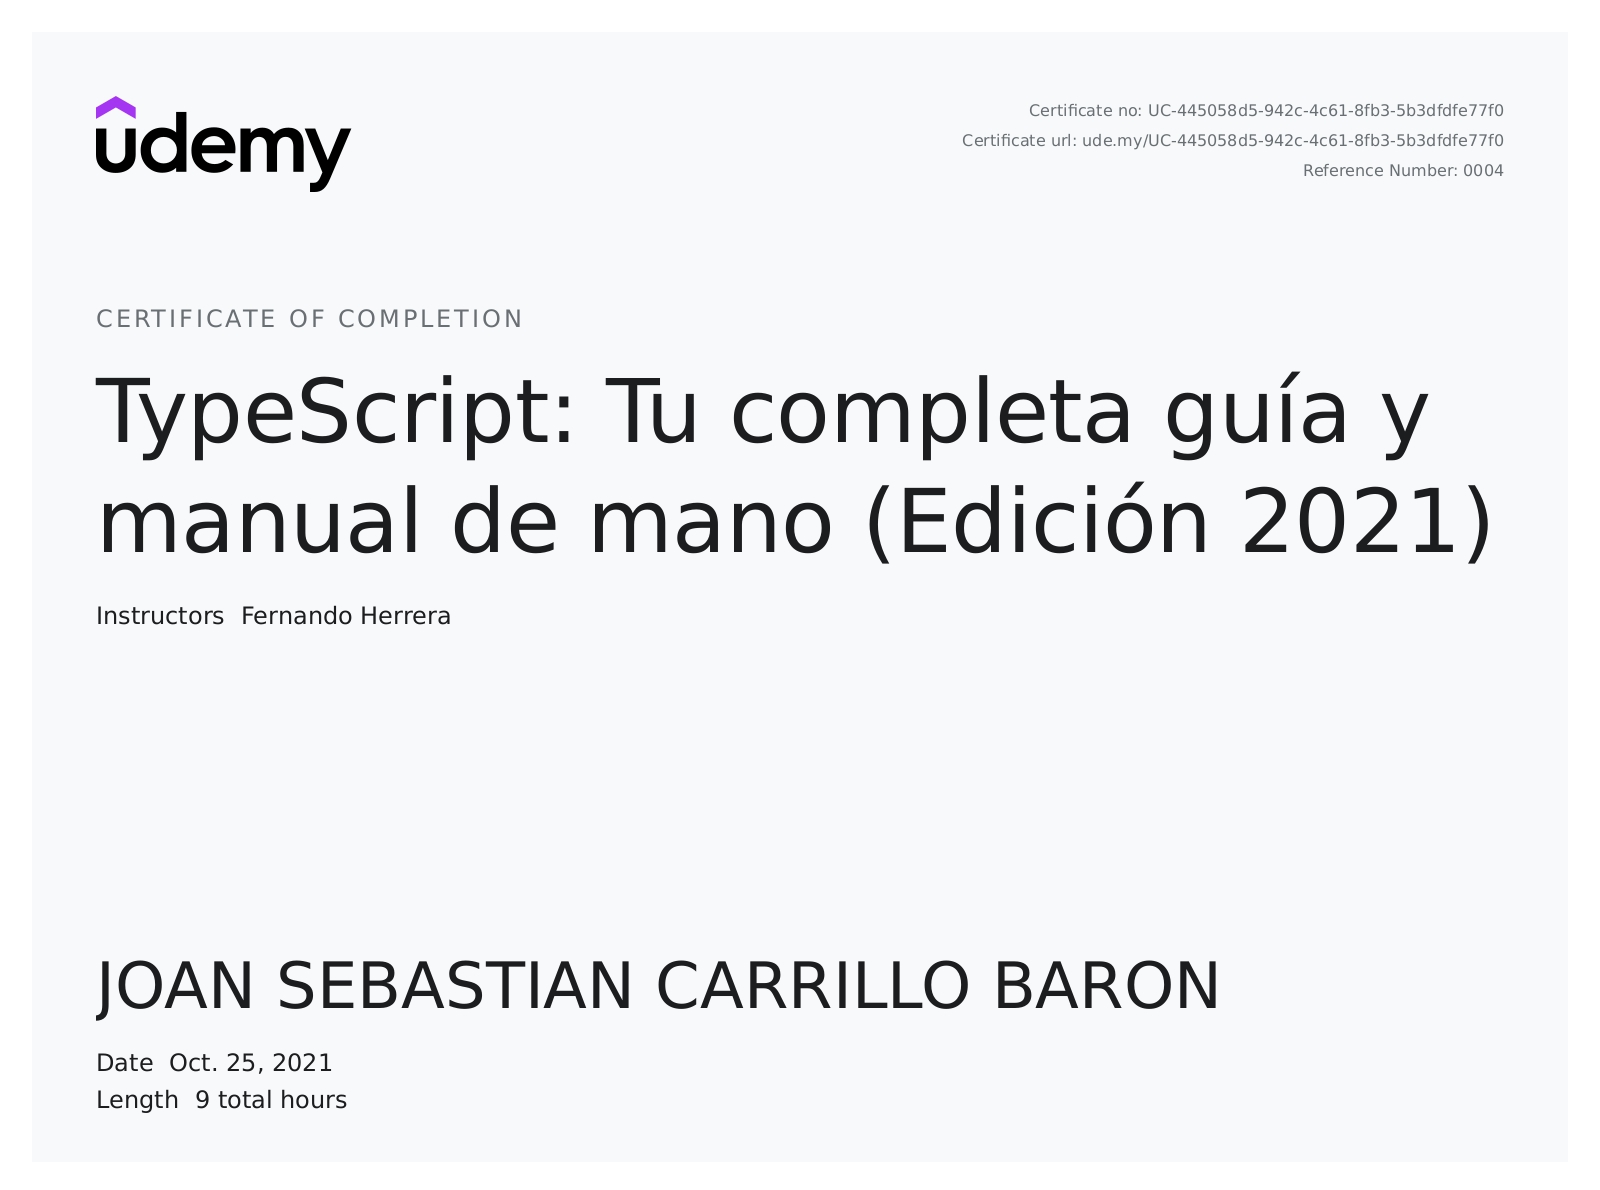 udemy
Certificate no: UC-445058d5-942c-4c61-8fb3-5b3dfdfe77f0
Certificate url: ude.my/UC-445058d5-942c-4c61-8fb3-5b3dfdfe77f0
Reference Number: 0004
CERTIFICATE OF COMPLETION
TypeScript: Tu completa guía y
manual de mano (Edición 2021)
Instructors Fernando Herrera
JOAN SEBASTIAN CARRILLO BARON
Date Oct. 25, 2021
Length 9 total hours